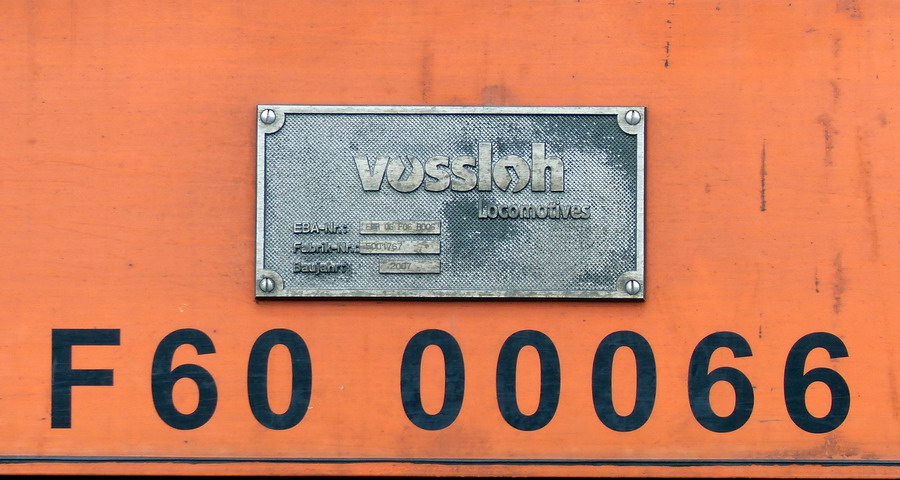 vossloh
Locomotives
EBA-Nr.:
Fabrik-Nr.:
Baujahr: 2007
F60 00066